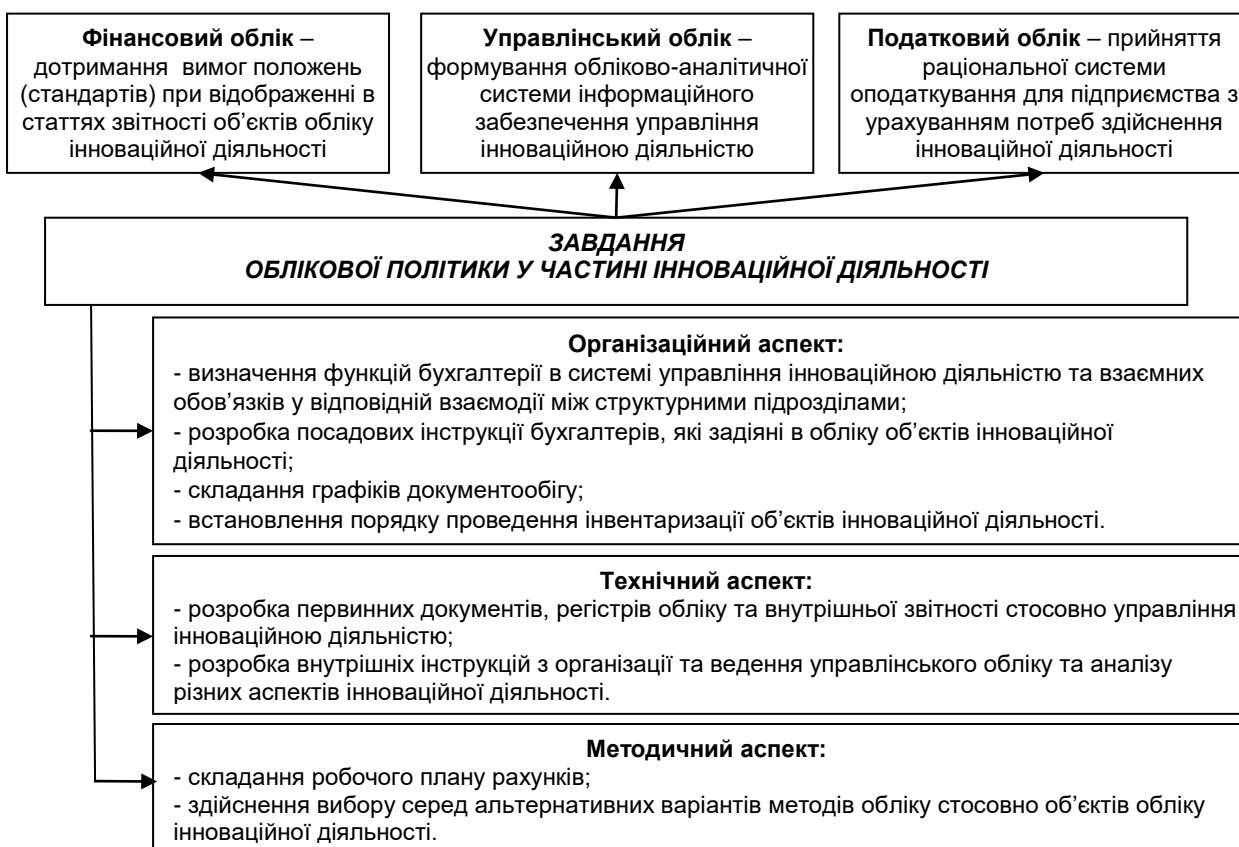 Фінансовий облік –
дотримання вимог положень
(стандартів) при відображенні в
статтях звітності об’єктів обліку
інноваційної діяльності
Управлінський облік –
формування обліково-аналітичної
системи інформаційного
забезпечення управління
інноваційною діяльністю
Податковий облік – прийняття
раціональної системи
оподаткування для підприємства з
урахуванням потреб здійснення
інноваційної діяльності
ЗАВДАННЯ
ОБЛІКОВОЇ ПОЛІТИКИ У ЧАСТИНІ ІННОВАЦІЙНОЇ ДІЯЛЬНОСТІ
Організаційний аспект:
- визначення функцій бухгалтерії в системі управління інноваційною діяльністю та взаємних
обов’язків у відповідній взаємодії між структурними підрозділами;
- розробка посадових інструкції бухгалтерів, які задіяні в обліку об’єктів інноваційної
діяльності;
- складання графіків документообігу;
- встановлення порядку проведення інвентаризації об’єктів інноваційної діяльності.
Технічний аспект:
- розробка первинних документів, регістрів обліку та внутрішньої звітності стосовно управління
інноваційною діяльністю;
- розробка внутрішніх інструкцій з організації та ведення управлінського обліку та аналізу
різних аспектів інноваційної діяльності.
Методичний аспект:
- складання робочого плану рахунків;
- здійснення вибору серед альтернативних варіантів методів обліку стосовно об’єктів обліку
інноваційної діяльності.